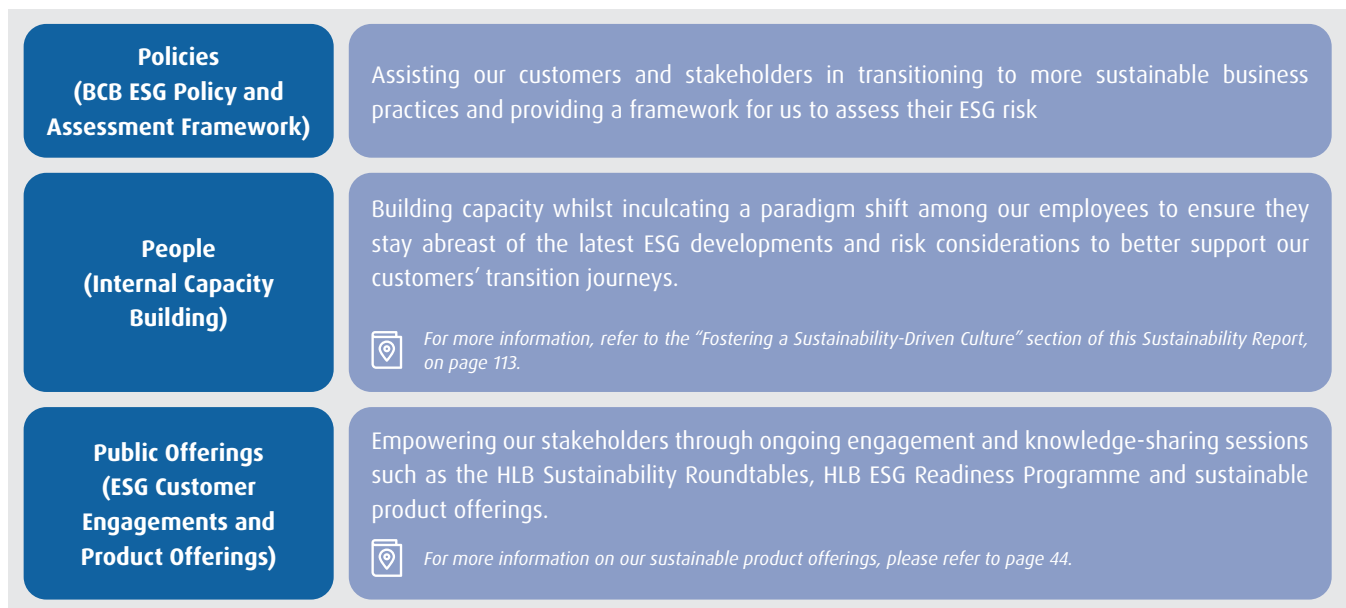 Policies
(BCB ESG Policy and
Assessment Framework)
Assisting our customers and stakeholders in transitioning to more sustainable business
practices and providing a framework for us to assess their ESG risk
People
(Internal Capacity
Building)
Building capacity whilst inculcating a paradigm shift among our employees to ensure they
stay abreast of the latest ESG developments and risk considerations to better support our
customers’ transition journeys.
For more information, refer to the “Fostering a Sustainability-Driven Culture” section of this Sustainability Report,
on page 113.
Public Offerings
(ESG Customer
Engagements and
Product Offerings)
Empowering our stakeholders through ongoing engagement and knowledge-sharing sessions
such as the HLB Sustainability Roundtables, HLB ESG Readiness Programme and sustainable
product offerings.
For more information on our sustainable product offerings, please refer to page 44.